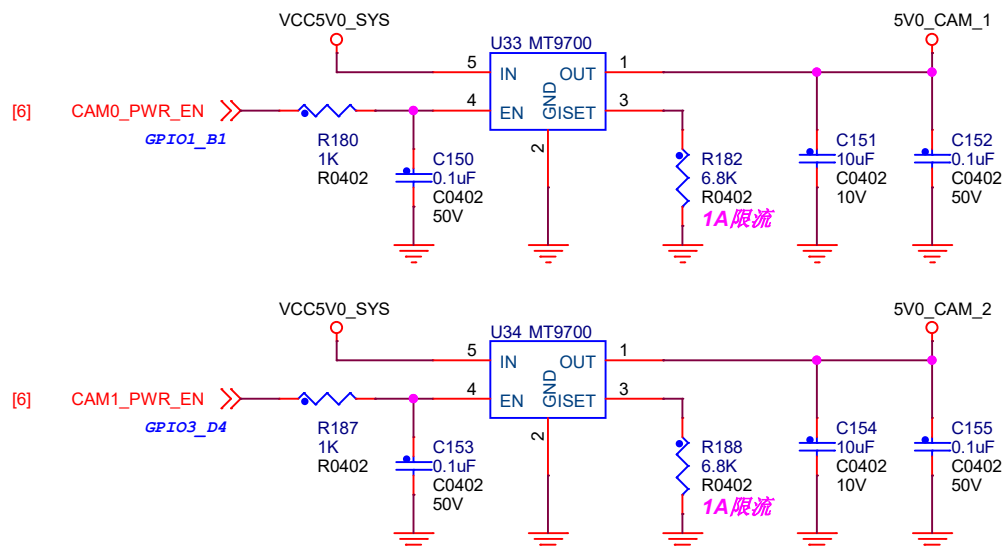 VCC5V0_SYS
5V0_CAM_1
U33 MT9700
5
IN
OUT
1
[6]
CAM0_PWR_EN
4
EN
GND
ISET
3
GPIO1_B1
R180
1K
R0402
C150
0.1uF
C0402
50V
2
R182
6.8K
R0402
1A限流
C151
10uF
C0402
10V
C152
0.1uF
C0402
50V
VCC5V0_SYS
5V0_CAM_2
U34 MT9700
5
IN
OUT
1
[6]
CAM1_PWR_EN
4
EN
GND
ISET
3
GPIO3_D4
R187
1K
R0402
C153
0.1uF
C0402
50V
2
R188
6.8K
R0402
1A限流
C154
10uF
C0402
10V
C155
0.1uF
C0402
50V